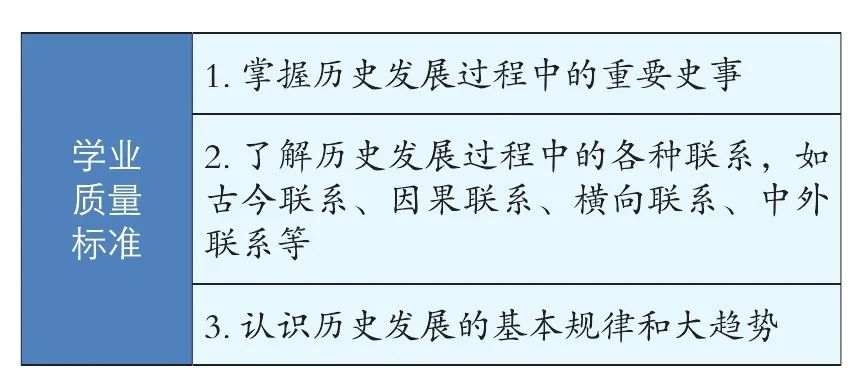 学业
质量
标准
1. 掌握历史发展过程中的重要史事
2. 了解历史发展过程中的各种联系，如
古今联系、因果联系、横向联系、中外
联系等
3. 认识历史发展的基本规律和大趋势